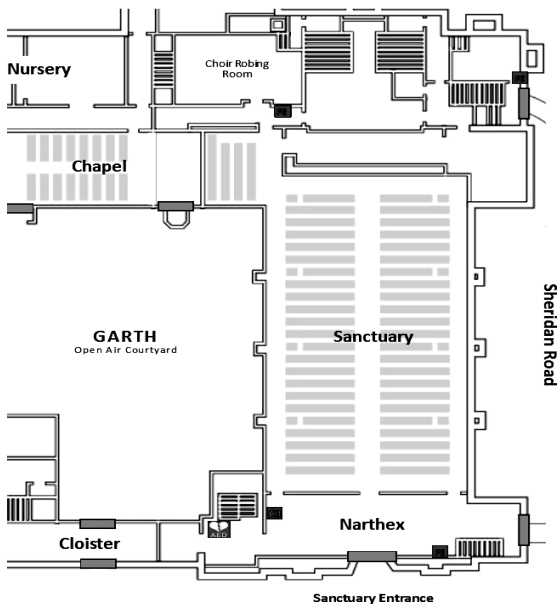 Choir Robing
Room
Nursery
Chapel
GARTH
Open Air Courtyard
Sanctuary
Sheridan Road
AED
Narthex
Cloister
Sanctuary Entrance